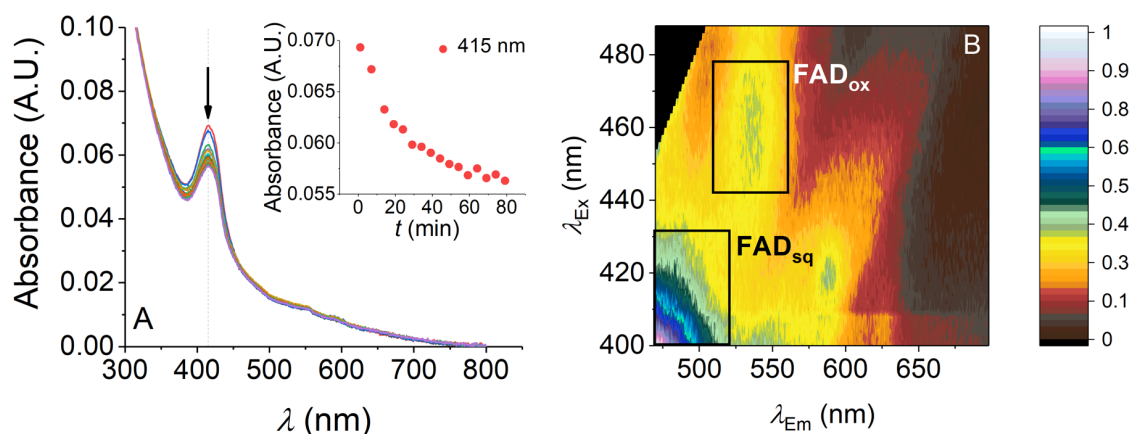 0.10
0.08
0.06
0.04
0.02
0.00
Absorbance (A.U.)
A
300 400 500 600 700 800
λ (nm)
0.070
0.065
0.060
0.055
Absorbance (A.U.)
415 nm
0 20 40 60 80
t (min)
B
480
460
440
420
400
λEx (nm)
FADox
FADsq
500 550 600 650
λEm (nm)
1
0.9
0.8
0.7
0.6
0.5
0.4
0.3
0.2
0.1
0